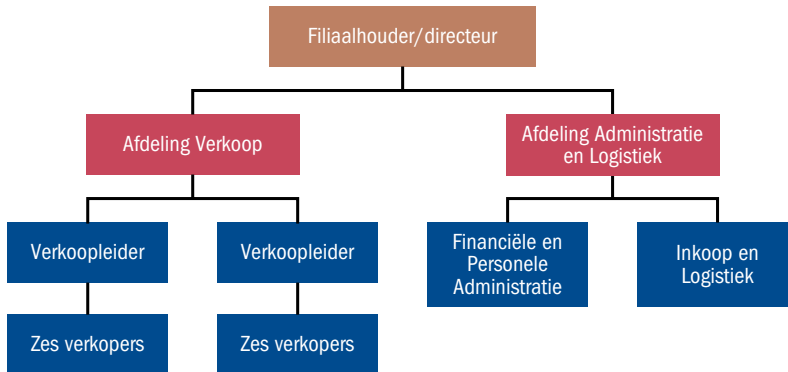 Filiaalhouder/directeur
Afdeling Verkoop
Afdeling Administratie
en Logistiek
Verkoopleider
Verkoopleider
Financiële en
Personele
Administratie
Inkoop en
Logistiek
Zes verkopers
Zes verkopers